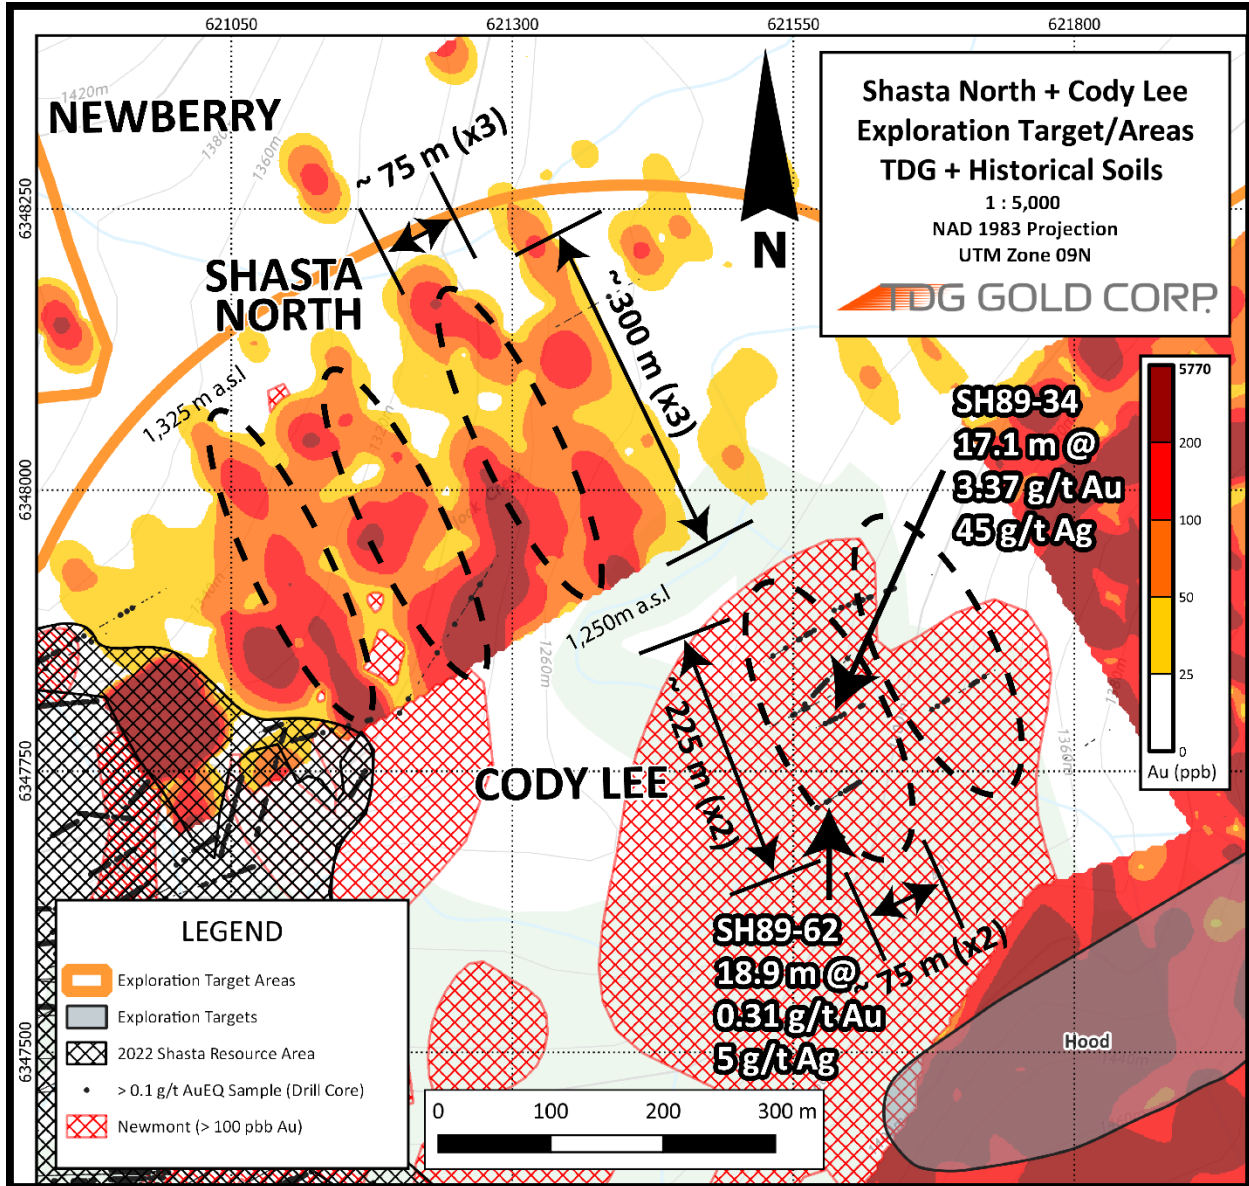 621050
621300
621550
621800
6348250
6348000
6347750
6347500
NEWBERRY
1420m
1380m
1360m
~ 75 m (x3)
SHASTA
NORTH
1,325 m a.s.l
1320m
1340m
~ 300 m (x3)
1,250m a.s.l
1260m
N
Shasta North + Cody Lee
Exploration Target/Areas
TDG + Historical Soils
1 : 5,000
NAD 1983 Projection
UTM Zone 09N
TDG GOLD CORP.
5770
200
100
50
25
0
Au (ppb)
SH89-34
17.1 m @
3.37 g/t Au
45 g/t Ag
1360m
CODY LEE
~ 225 m (x2)
SH89-62
18.9 m @
0.31 g/t Au
5 g/t Ag
~ 75 m (x2)
Hood
LEGEND
Exploration Target Areas
Exploration Targets
2022 Shasta Resource Area
> 0.1 g/t AuEQ Sample (Drill Core)
Newmont (> 100 pbb Au)
0 100 200 300 m